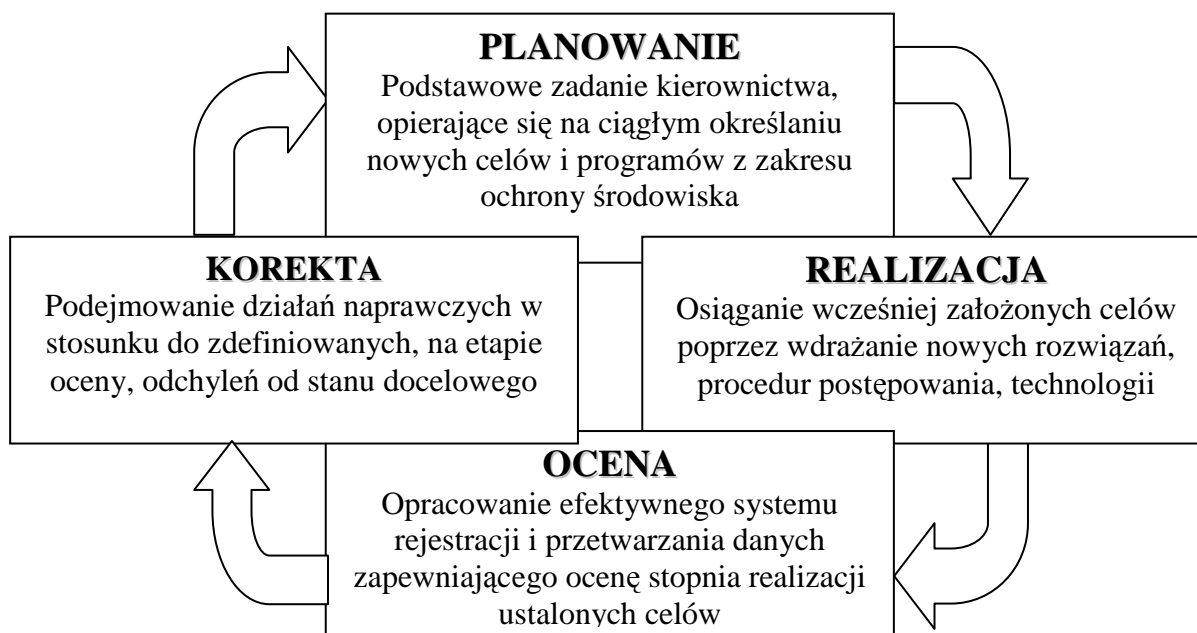 PLANOWANIE
Podstawowe zadanie kierownictwa,
opierające się na ciągłym określaniu
nowych celów i programów z zakresu
ochrony środowiska
KOREKTA
Podejmowanie działań naprawczych w
stosunku do zdefiniowanych, na etapie
oceny, odchyleń od stanu docelowego
REALIZACJA
Osiąganie wcześniej założonych celów
poprzez wdrażanie nowych rozwiązań,
procedur postępowania, technologii
OCENA
Opracowanie efektywnego systemu
rejestracji i przetwarzania danych
zapewniającego ocenę stopnia realizacji
ustalonych celów